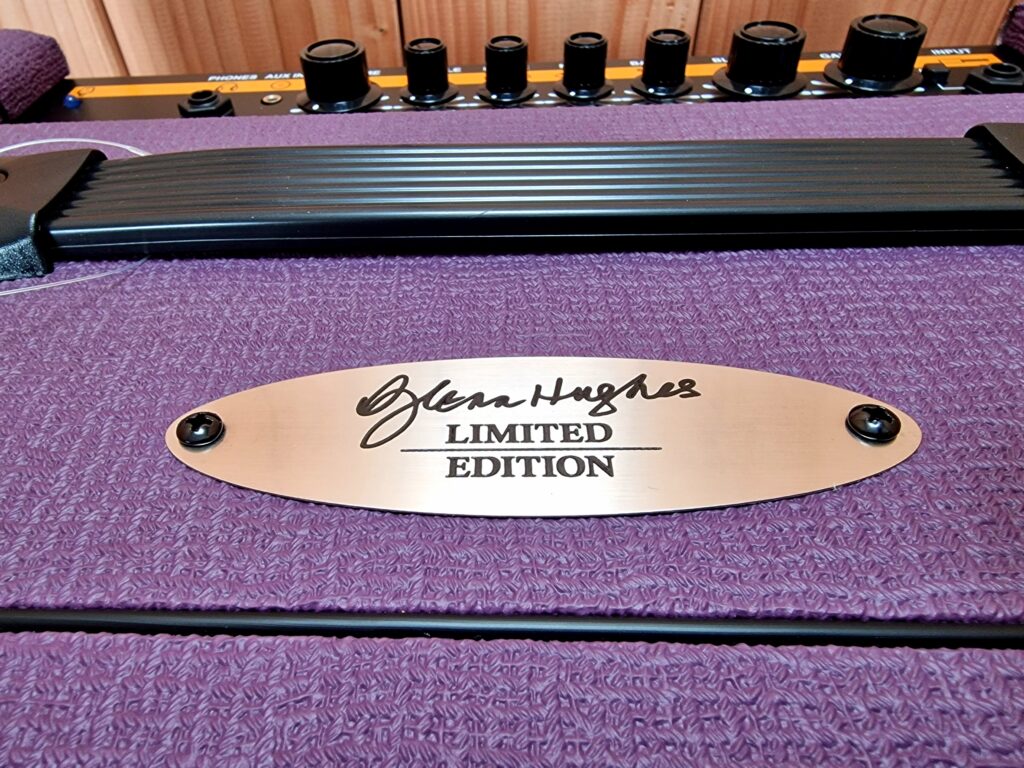 PHONES AUX IN
INPUT
Glenn Hughes
LIMITED
EDITION